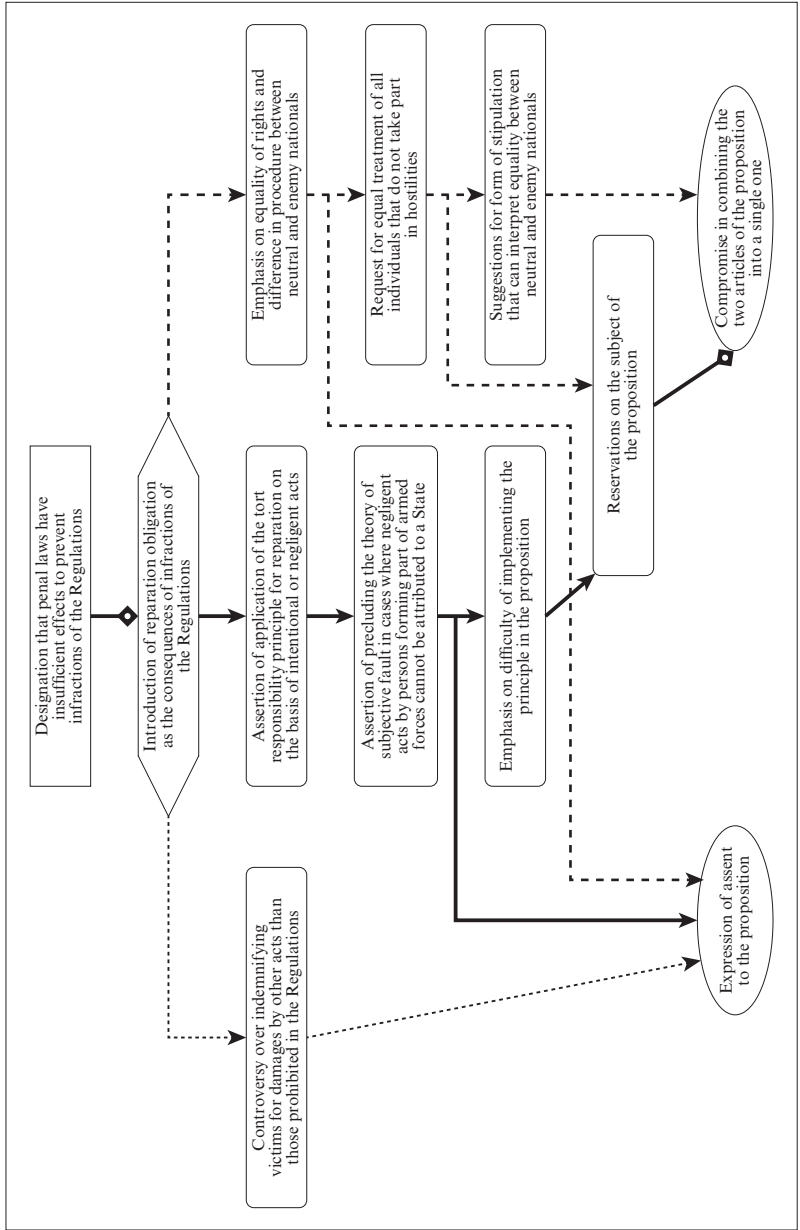 Designation that penal laws have
insufficient effects to prevent
infractions of the Regulations
Introduction of reparation obligation
as the consequences of infractions of
the Regulations
Controversy over indemnifying
victims for damages by other acts than
those prohibited in the Regulations
Assertion of application of the tort
responsibility principle for reparation on
the basis of intentional or negligent acts
Emphasis on equality of rights and
difference in procedure between
neutral and enemy nationals
Assertion of precluding the theory of
subjective fault in cases where negligent
acts by persons forming part of armed
forces cannot be attributed to a State
Request for equal treatment of all
individuals that do not take part
in hostilities
Emphasis on difficulty of implementing the
principle in the proposition
Suggestions for form of stipulation
that can interpret equality between
neutral and enemy nationals
Reservations on the subject of
the proposition
Expression of assent
to the proposition
Compromise in combining the
two articles of the proposition
into a single one